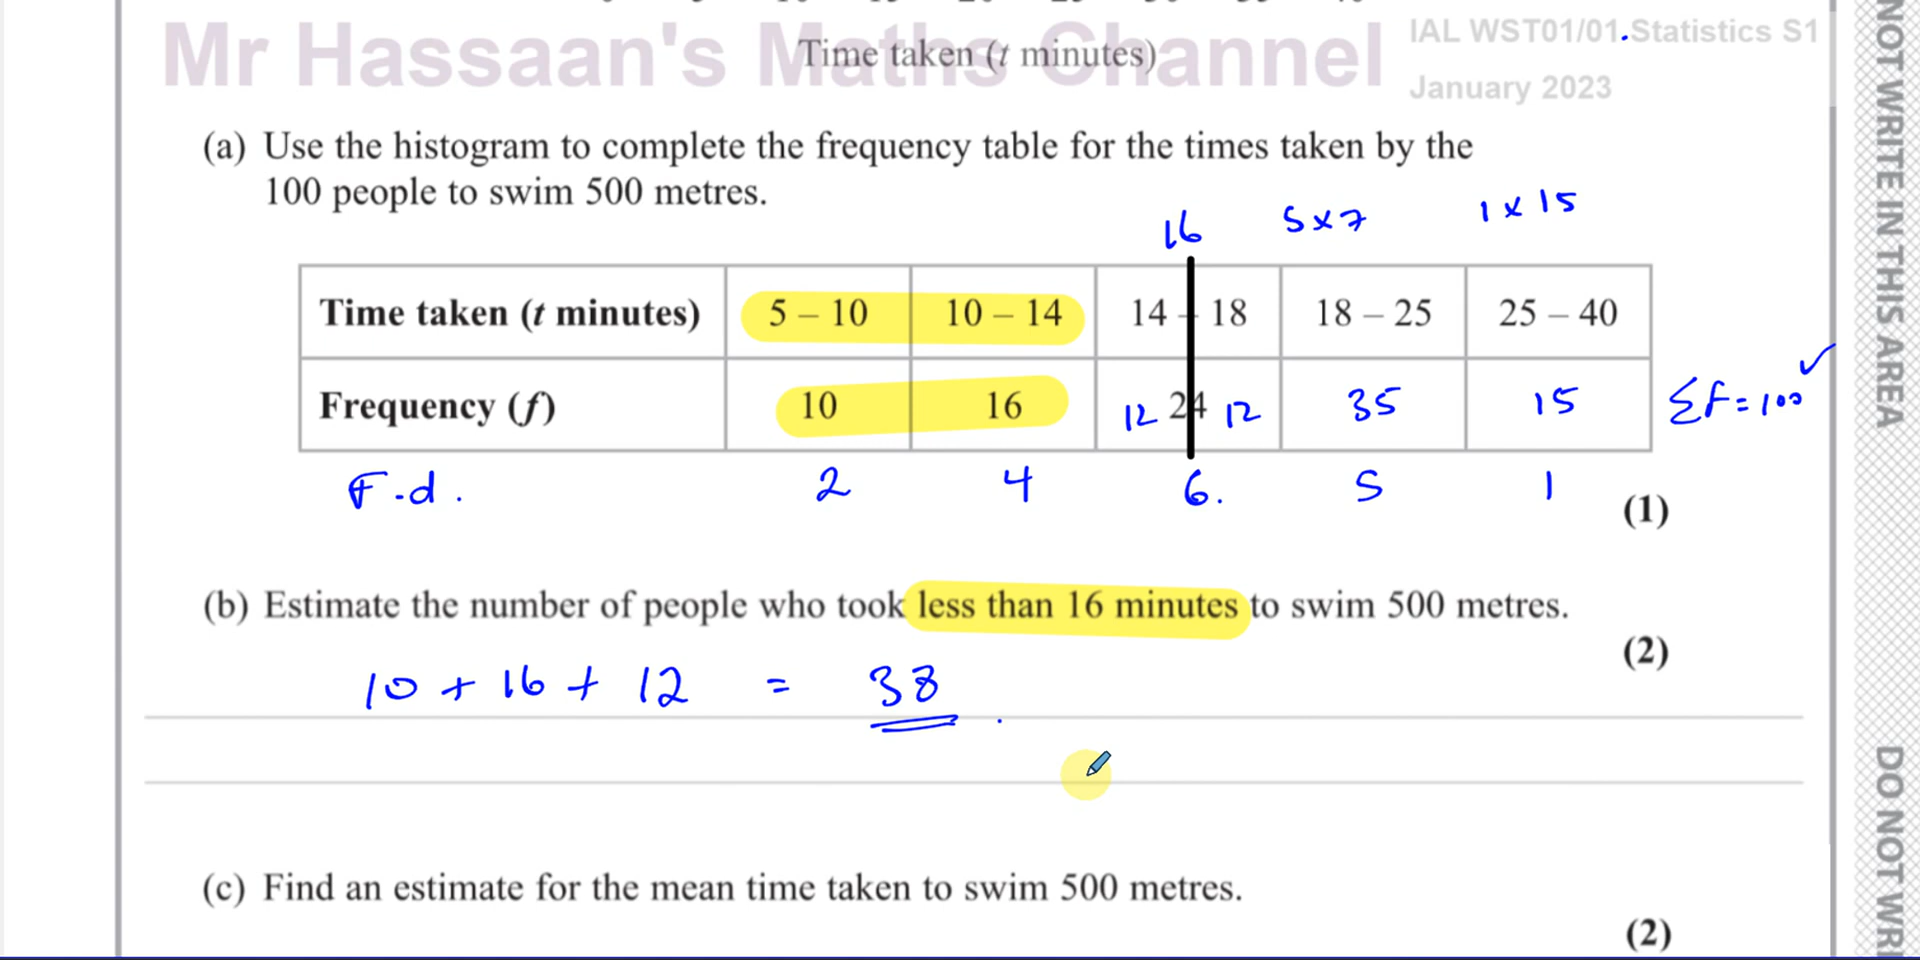 Mr Hassaan's Maths Channel
Time taken (t minutes)
IAL WST01/01.Statistics S1
January 2023
(a) Use the histogram to complete the frequency table for the times taken by the
100 people to swim 500 metres.
16 5 x 7 1 x 15
Time taken (t minutes) 5 – 10 10 – 14 14 – 18 18 – 25 25 – 40
Frequency (f) 10 16 12 24 12 35 15 Σf = 100 ✓
F.d. 2 4 6. 5 1
(1)
(b) Estimate the number of people who took less than 16 minutes to swim 500 metres.
(2)
10 + 16 + 12 = 38.
(c) Find an estimate for the mean time taken to swim 500 metres.
(2)
NOT WRITE IN THIS AREA
DO NOT WRI